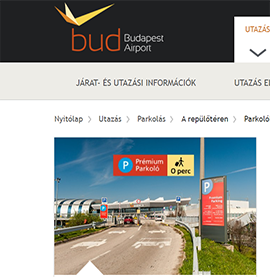 bud Budapest
Airport
UTAZÁS
JÁRAT- ÉS UTAZÁSI INFORMÁCIÓK
UTAZÁS E
Nyitólap > Utazás > Parkolás > A repülőtéren > Parkoló
P Prémium
Parkoló
0 perc
P